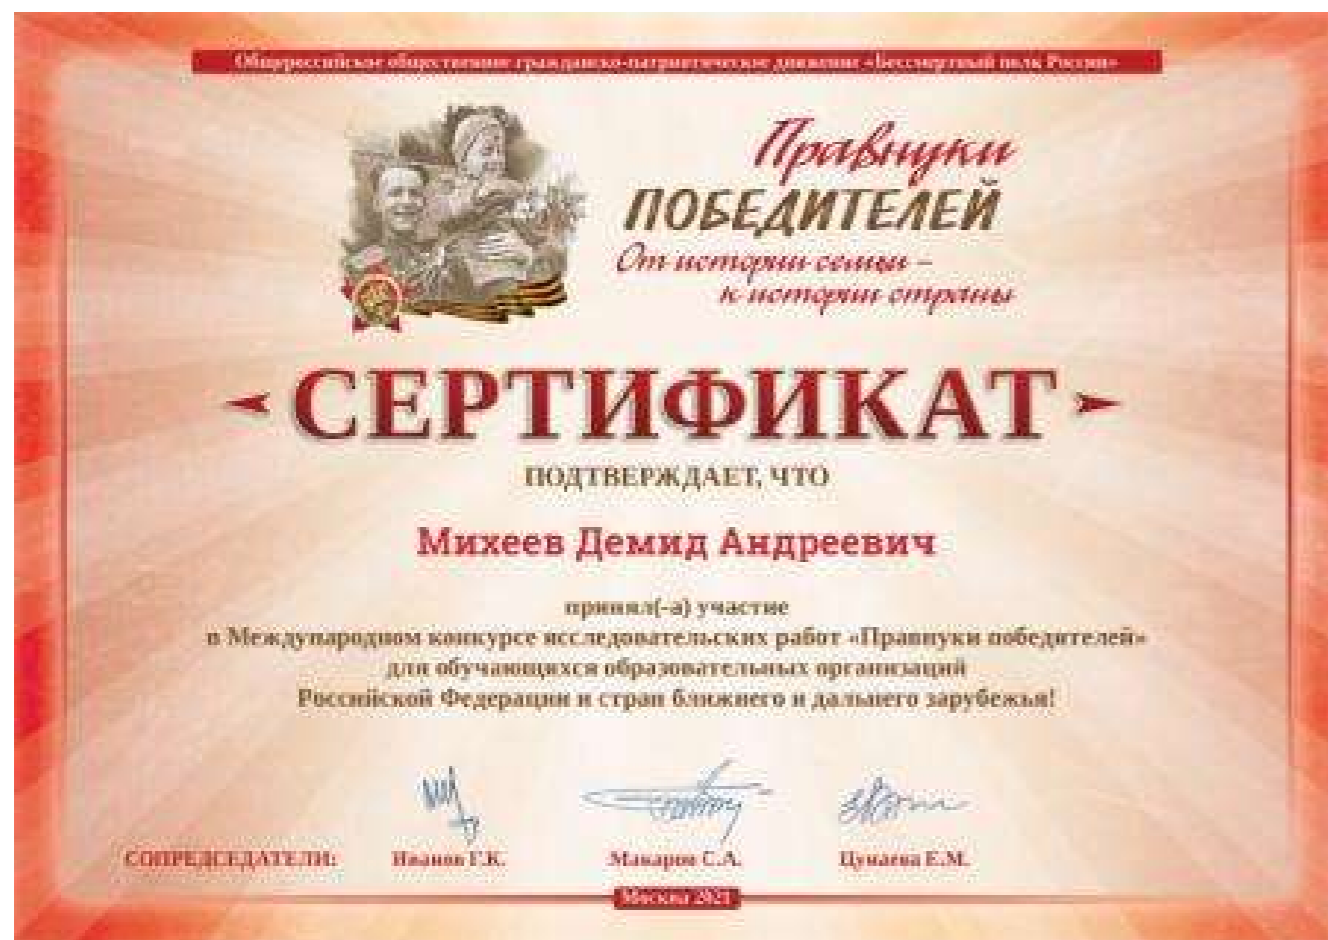 Общероссийское общественное гражданско-патриотическое движение «Бессмертный полк России»
Правнуки
ПОБЕДИТЕЛЕЙ
От истории семьи –
к истории страны
СЕРТИФИКАТ
ПОДТВЕРЖДАЕТ, ЧТО
Михеев Демид Андреевич
принял(-а) участие
в Международном конкурсе исследовательских работ «Правнуки победителей»
для обучающихся образовательных организаций
Российской Федерации и стран ближнего и дальнего зарубежья!
СОПРЕДСЕДАТЕЛИ: Иванов Г.К. Макаров С.А. Цунаева Е.М.
Москва 2021